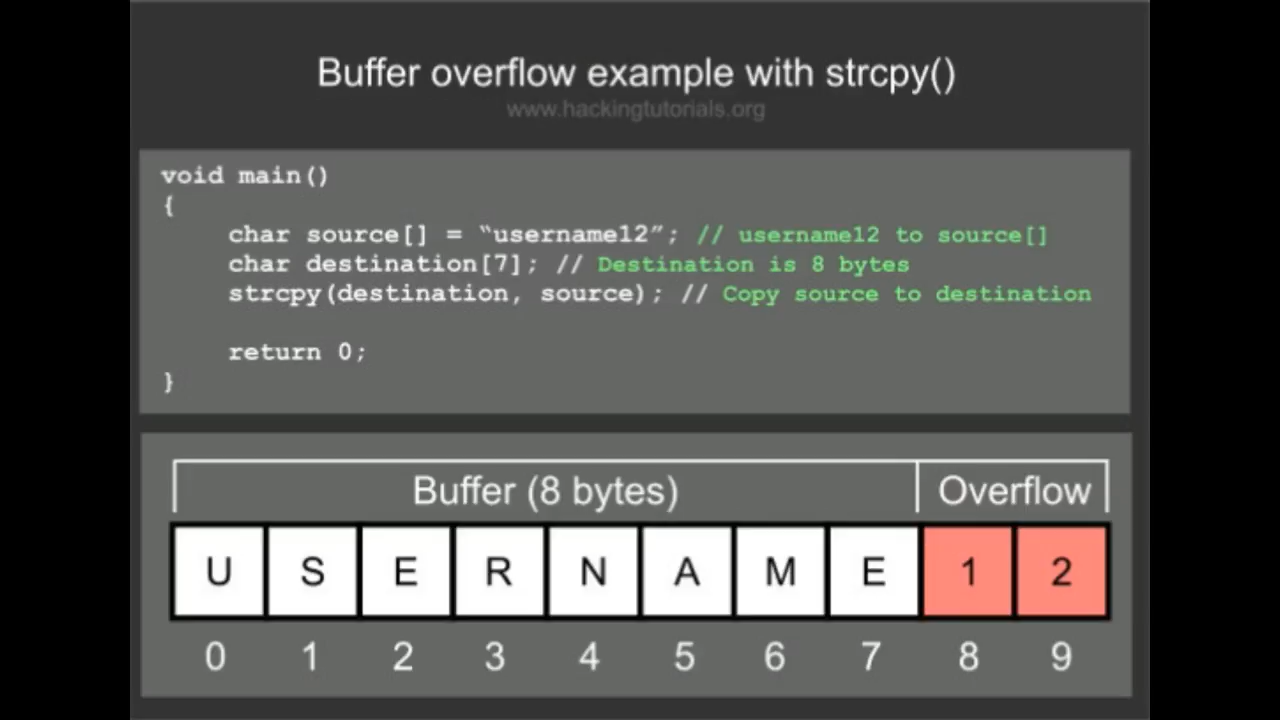 Buffer overflow example with strcpy()
www.hackingtutorials.org
void main()
{
char source[] = “username12”; // username12 to source[]
char destination[7]; // Destination is 8 bytes
strcpy(destination, source); // Copy source to destination
return 0;
}
Buffer (8 bytes) Overflow
U S E R N A M E 1 2
0 1 2 3 4 5 6 7 8 9